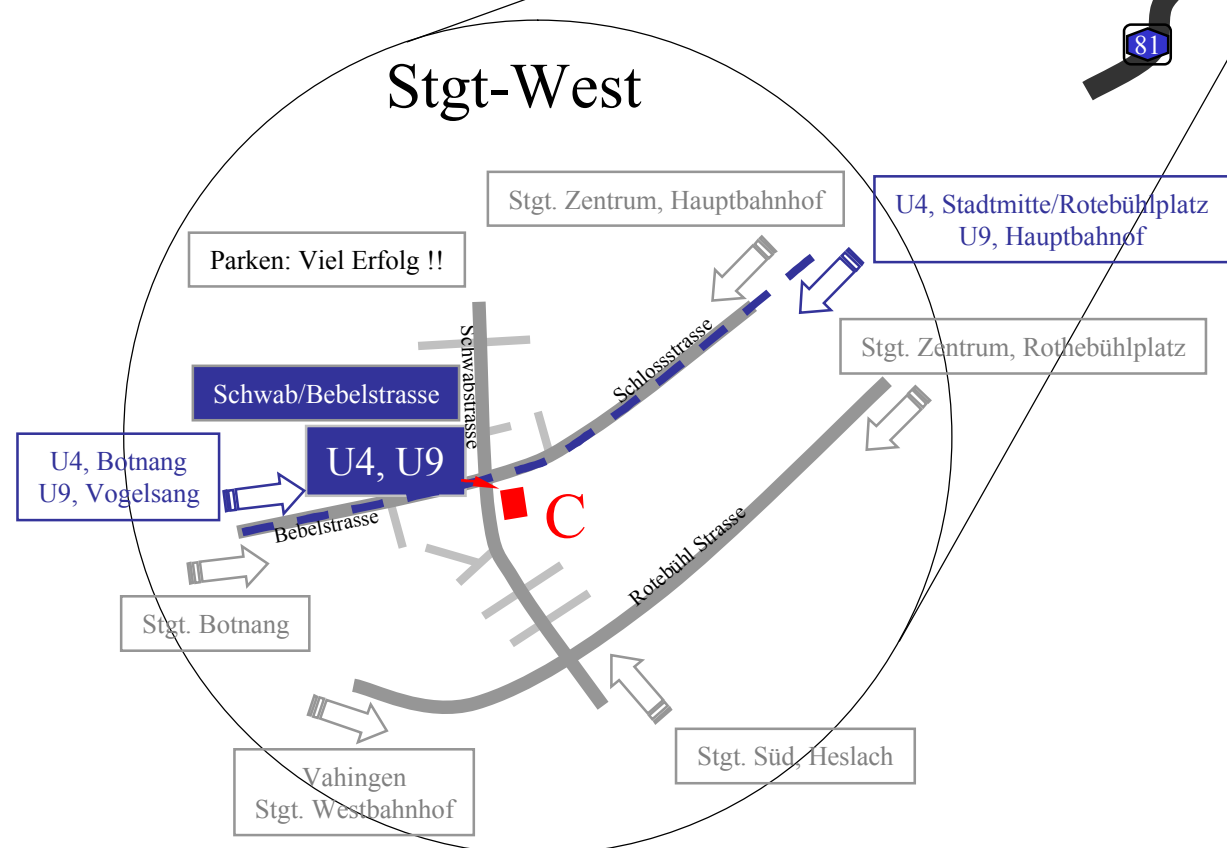 81
Stgt-West
Stgt. Zentrum, Hauptbahnhof
U4, Stadtmitte/Rotebühlplatz
U9, Hauptbahnof
Parken: Viel Erfolg !!
Schwabstrasse
Schlossstrasse
Stgt. Zentrum, Rothebühlplatz
Schwab/Bebelstrasse
U4, U9
U4, Botnang
U9, Vogelsang
Bebelstrasse
C
Rotebühl Strasse
Stgt. Botnang
Stgt. Süd, Heslach
Vahingen
Stgt. Westbahnhof